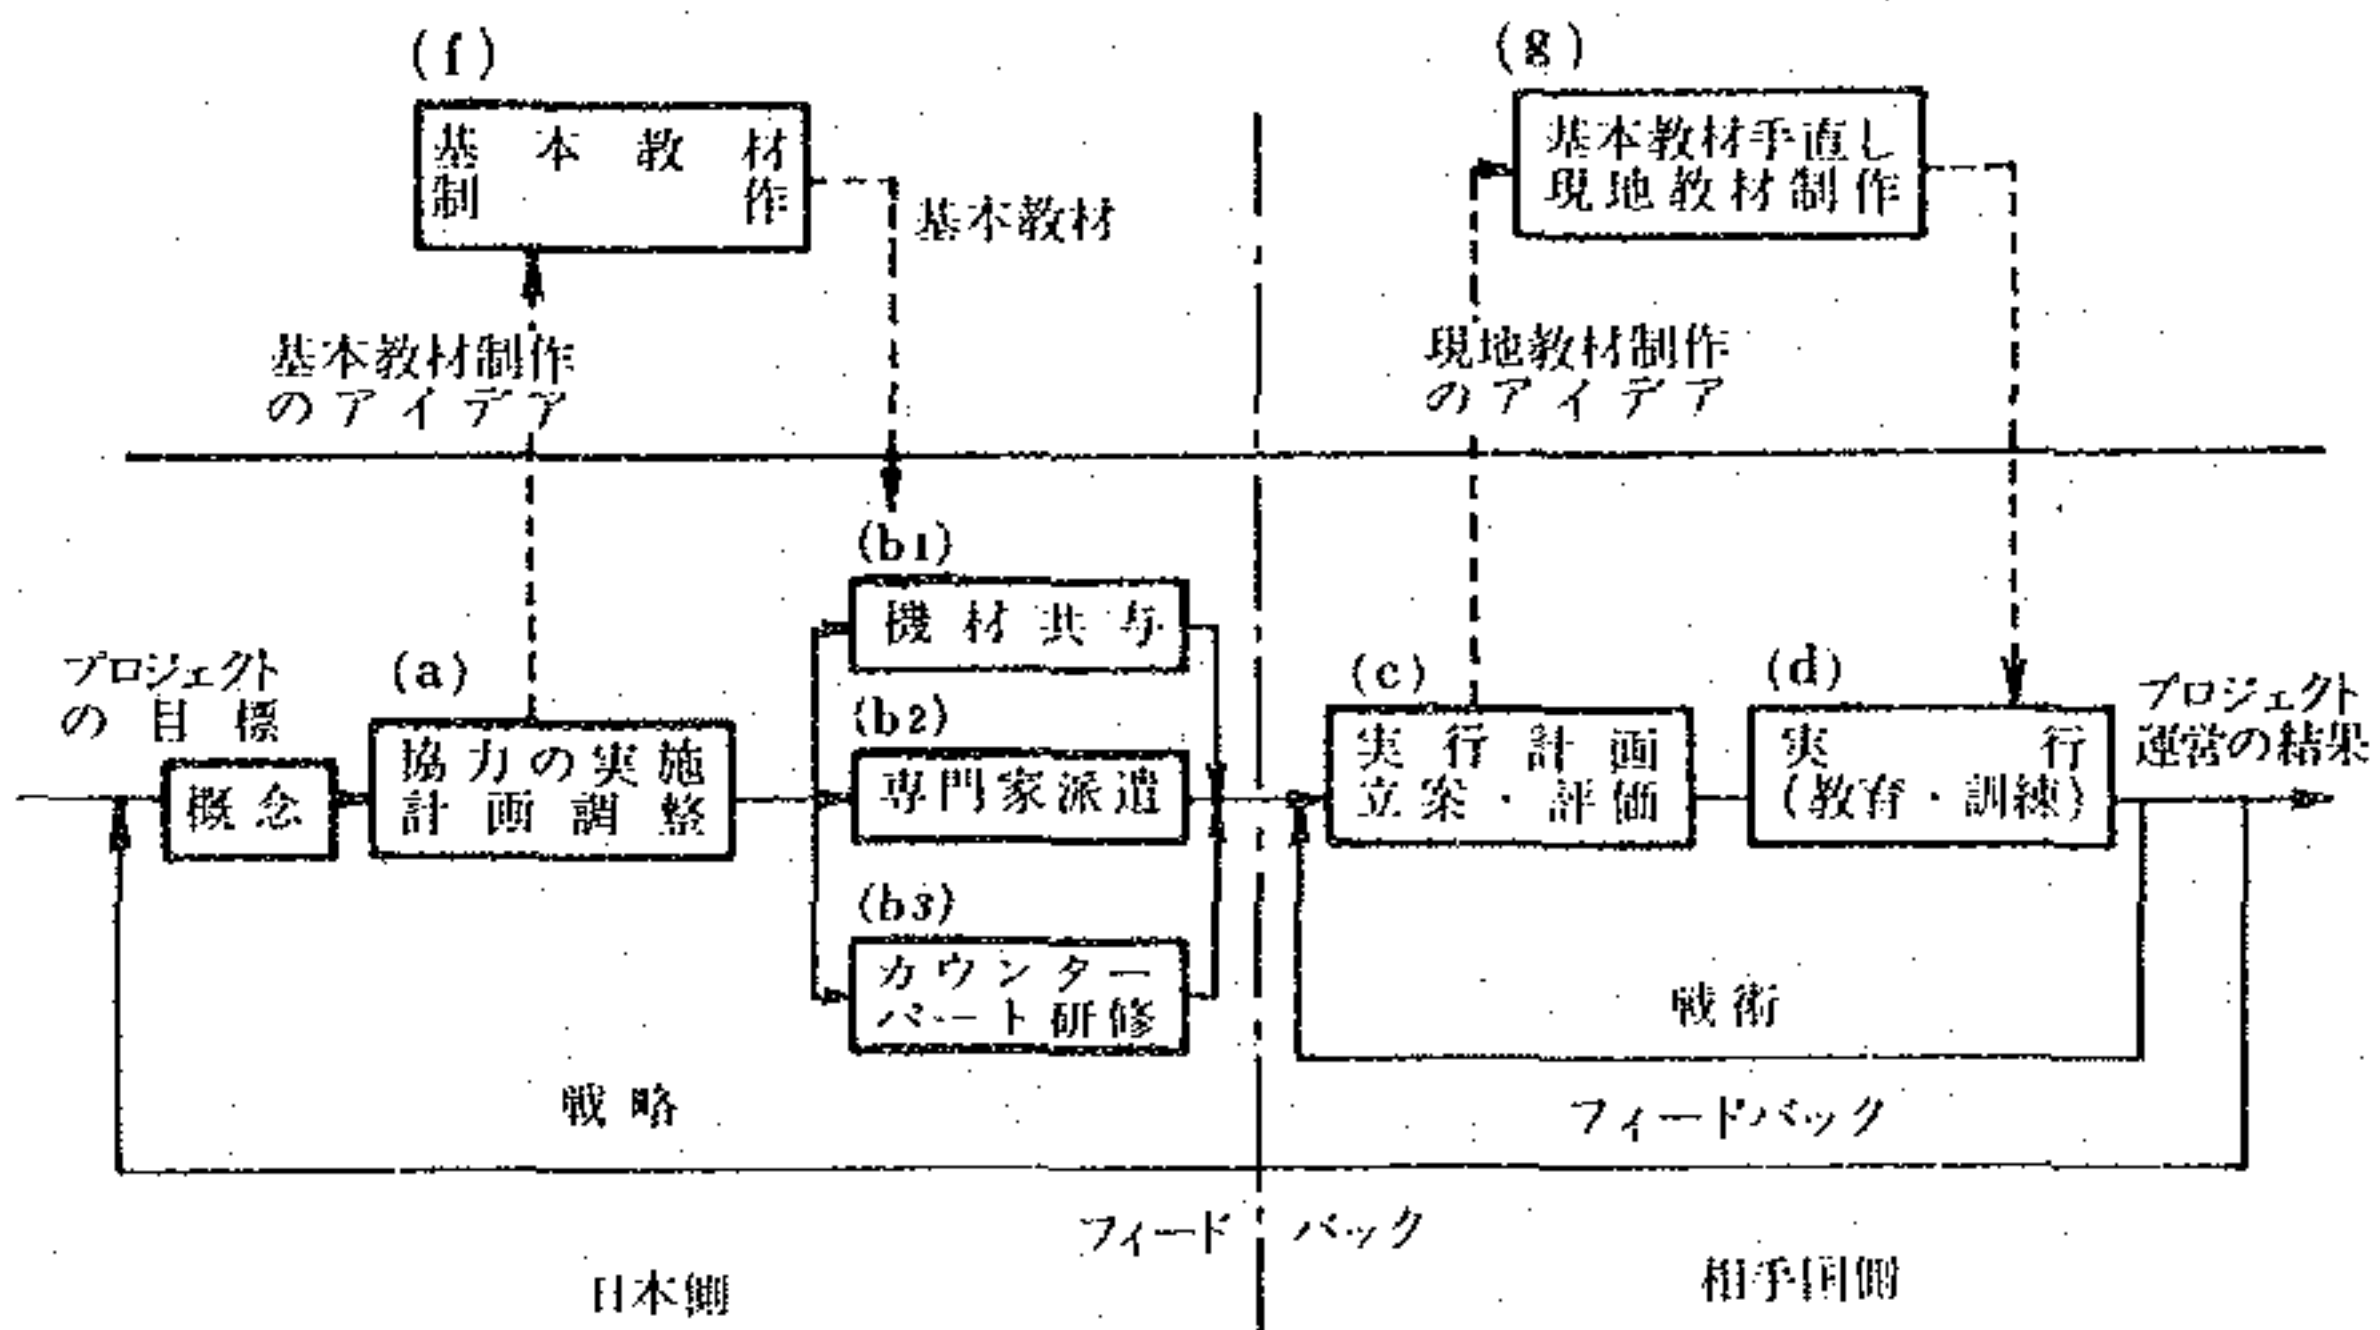 (f)
基本教材
制作
基本教材
基本教材制作
のアイデア
(g)
基本教材手直し
現地教材制作
現地教材制作
のアイデア
プロジェクト
の目標
概念
(a)
協力の実施
計画調整
(b1)
機材共与
(b2)
専門家派遣
(b3)
カウンター
パート研修
(c)
実行計画
立案・評価
(d)
実行
(教育・訓練)
プロジェクト
運営の結果
戦術
フィードバック
戦略
フィードバック
日本側
相手国側